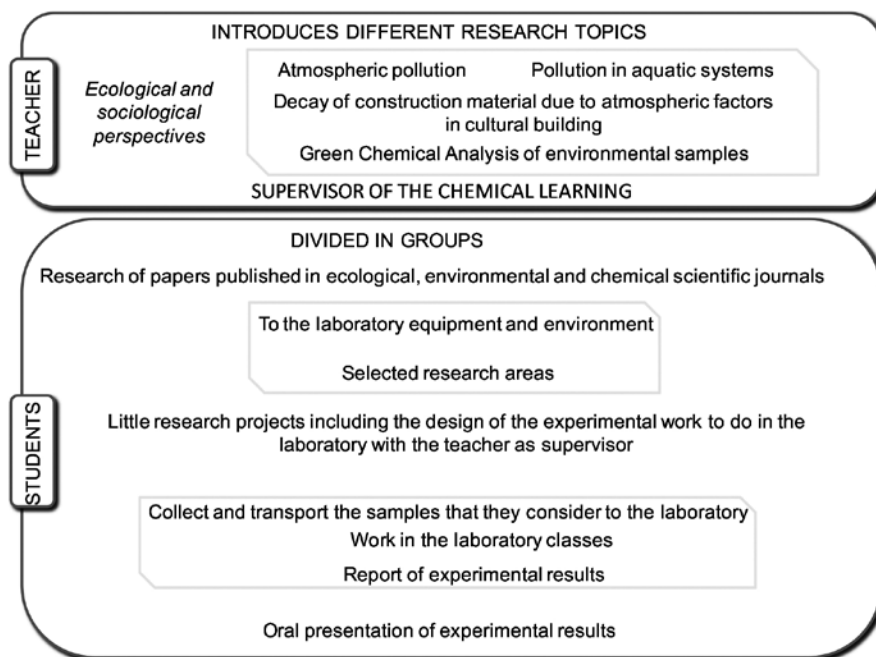 INTRODUCES DIFFERENT RESEARCH TOPICS
TEACHER
Ecological and
sociological
perspectives
Atmospheric pollution Pollution in aquatic systems
Decay of construction material due to atmospheric factors
in cultural building
Green Chemical Analysis of environmental samples
SUPERVISOR OF THE CHEMICAL LEARNING
STUDENTS
DIVIDED IN GROUPS
Research of papers published in ecological, environmental and chemical scientific journals
To the laboratory equipment and environment
Selected research areas
Little research projects including the design of the experimental work to do in the
laboratory with the teacher as supervisor
Collect and transport the samples that they consider to the laboratory
Work in the laboratory classes
Report of experimental results
Oral presentation of experimental results